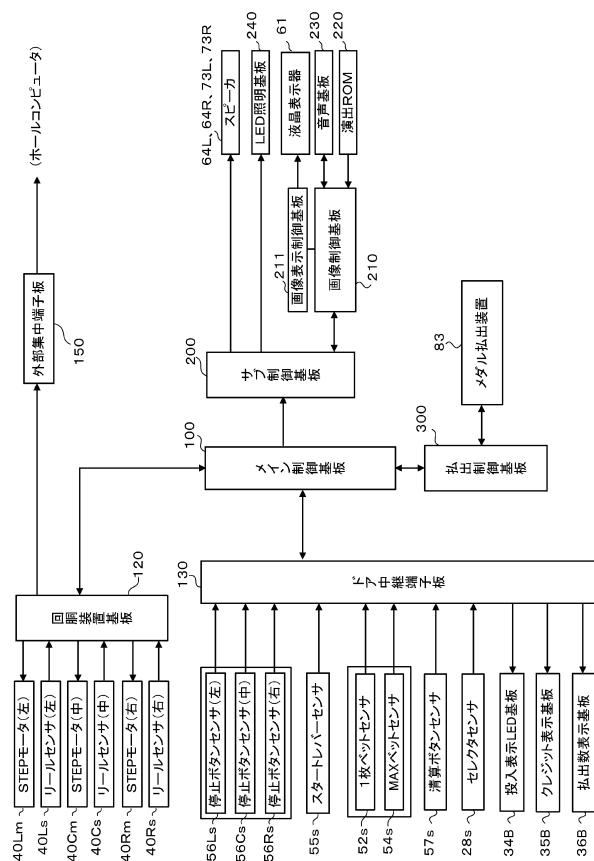 40Lm
STEPモータ(左)
40Ls
リールセンサ(左)
40Cm
STEPモータ(中)
40Cs
リールセンサ(中)
40Rm
STEPモータ(右)
40Rs
リールセンサ(右)
回胴装置基板
120
外部集中端子板
150
(ホールコンピュータ)
56Ls
停止ボタンセンサ(左)
56Cs
停止ボタンセンサ(中)
56Rs
停止ボタンセンサ(右)
55s
スタートレバーセンサ
52s
1枚ベットセンサ
54s
MAXベットセンサ
57s
清算ボタンセンサ
28s
セレクタセンサ
34B
投入表示LED基板
35B
クレジット表示基板
36B
払出数表示基板
130
ドア中継端子板
100
メイン制御基板
200
サブ制御基板
300
払出制御基板
83
メダル払出装置
64L、64R、73L、73R
スピーカ
240
LED照明基板
61
液晶表示器
230
音声基板
220
演出ROM
211
画像表示制御基板
画像制御基板
210